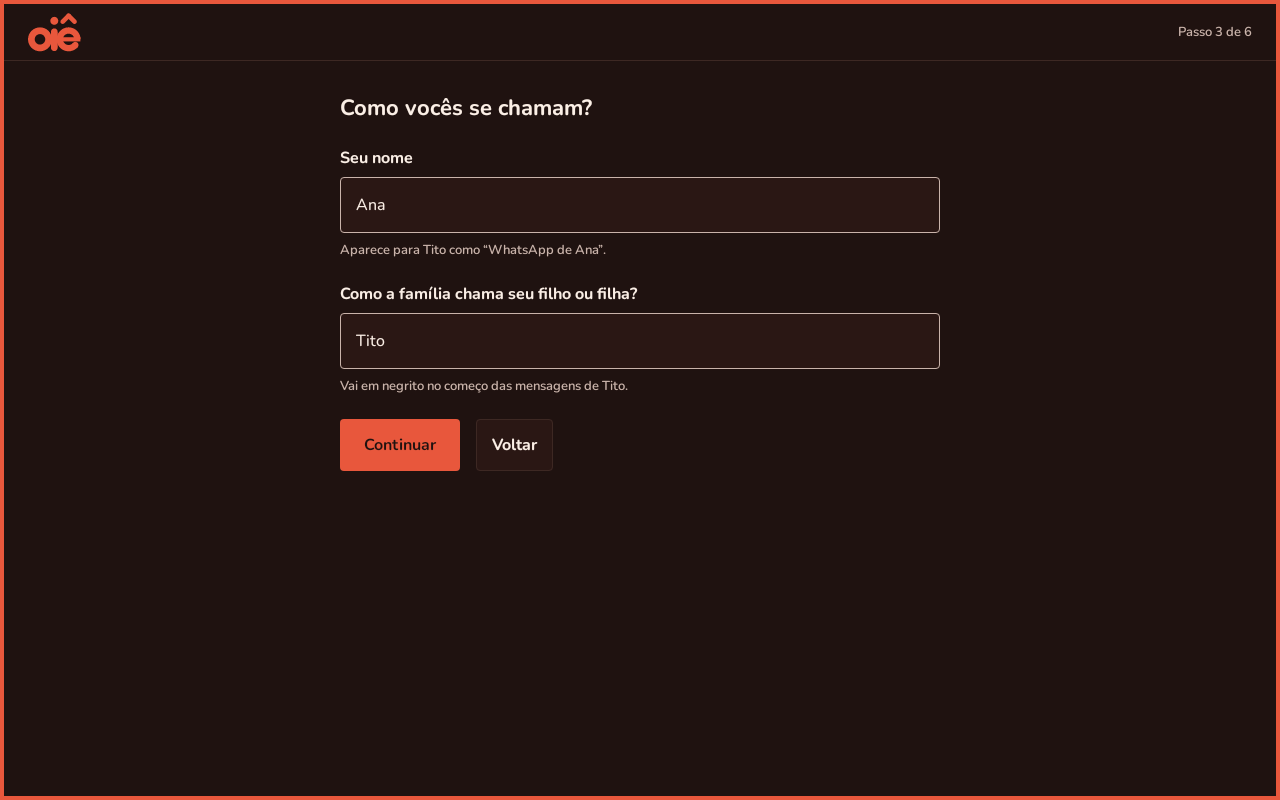 oiê
Passo 3 de 6
Como vocês se chamam?
Seu nome
Ana
Aparece para Tito como “WhatsApp de Ana”.
Como a família chama seu filho ou filha?
Tito
Vai em negrito no começo das mensagens de Tito.
Continuar
Voltar